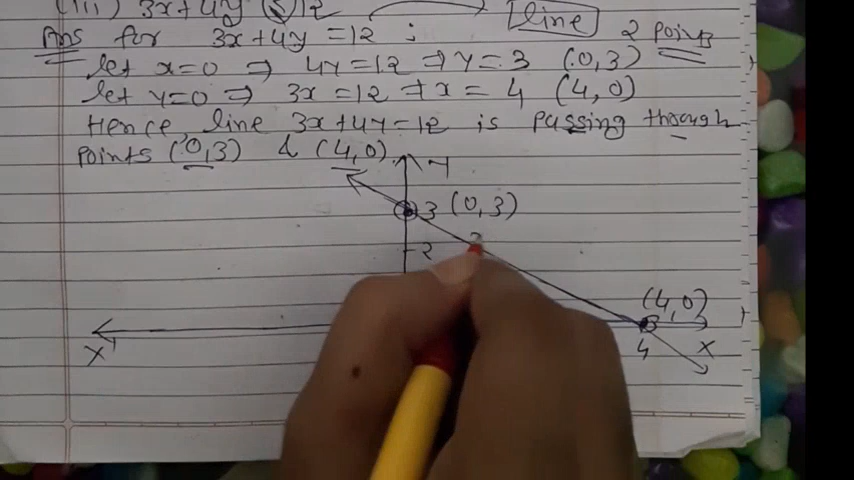 (iii) 3x+4y ≤ 12
line
Ans for 3x+4y=12 ; 2 points
let x=0 ⇒ 4y=12 ⇒ y=3 (0,3)
let y=0 ⇒ 3x=12 ⇒ x=4 (4,0)
Hence line 3x+4y=12 is passing through
points (0,3) & (4,0).
Y
3 (0,3)
2
(4,0)
X' 4 X